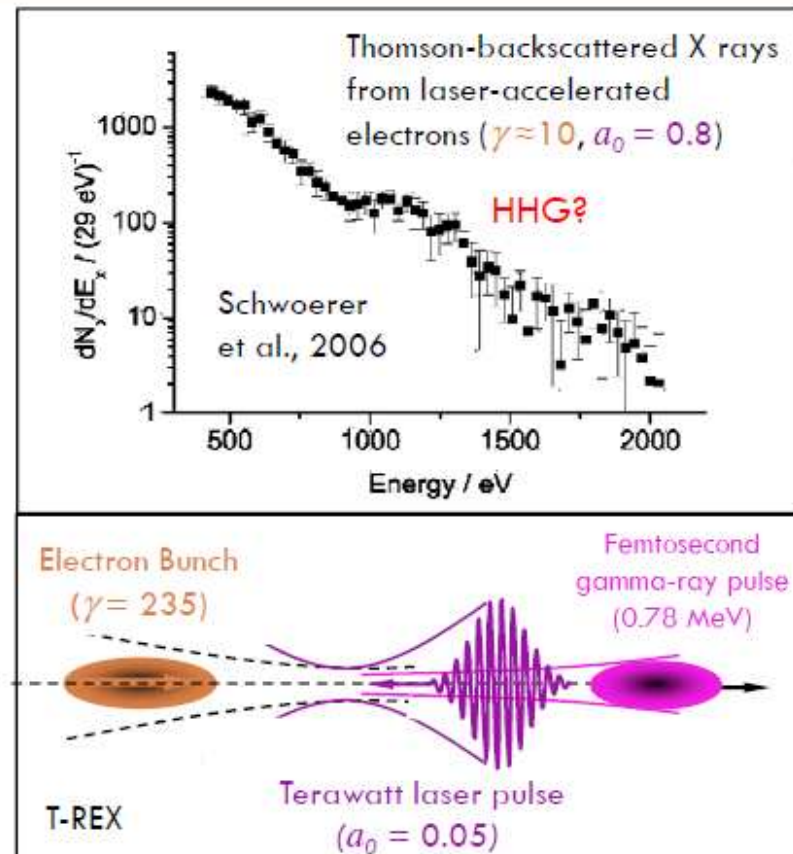 Thomson-backscattered X rays
from laser-accelerated
electrons (γ≈10, a₀ = 0.8)
HHG?
Schwoerer
et al., 2006
dNₓ/dEₓ / (29 eV)⁻¹
1000
100
10
1
500
1000
1500
2000
Energy / eV
Electron Bunch
(γ = 235)
Femtosecond
gamma-ray pulse
(0.78 MeV)
Terawatt laser pulse
(a₀ = 0.05)
T-REX